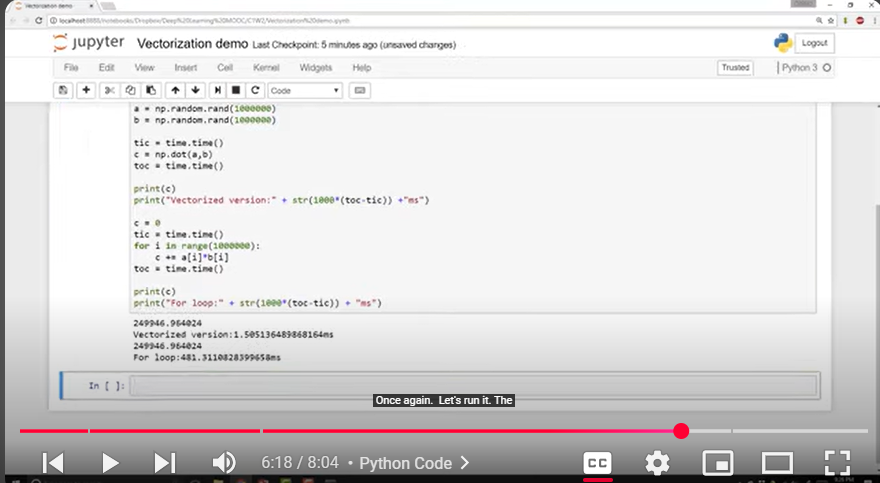 Vectorization demo
localhost:8888/notebooks/Dropbox/Deep%20Learning%20MOOC/C1W2/Vectorization%20demo.ipynb
jupyter Vectorization demo Last Checkpoint: 5 minutes ago (unsaved changes)
Logout
File Edit View Insert Cell Kernel Widgets Help
Trusted
Python 3
Code
a = np.random.rand(1000000)
b = np.random.rand(1000000)
tic = time.time()
c = np.dot(a,b)
toc = time.time()
print(c)
print("Vectorized version:" + str(1000*(toc-tic)) +"ms")
c = 0
tic = time.time()
for i in range(1000000):
c += a[i]*b[i]
toc = time.time()
print(c)
print("For loop:" + str(1000*(toc-tic)) + "ms")
249946.964024
Vectorized version:1.505136489868164ms
249946.964024
For loop:481.3110828399658ms
In [ ]:
Once again. Let's run it. The
6:18 / 8:04 • Python Code
CC